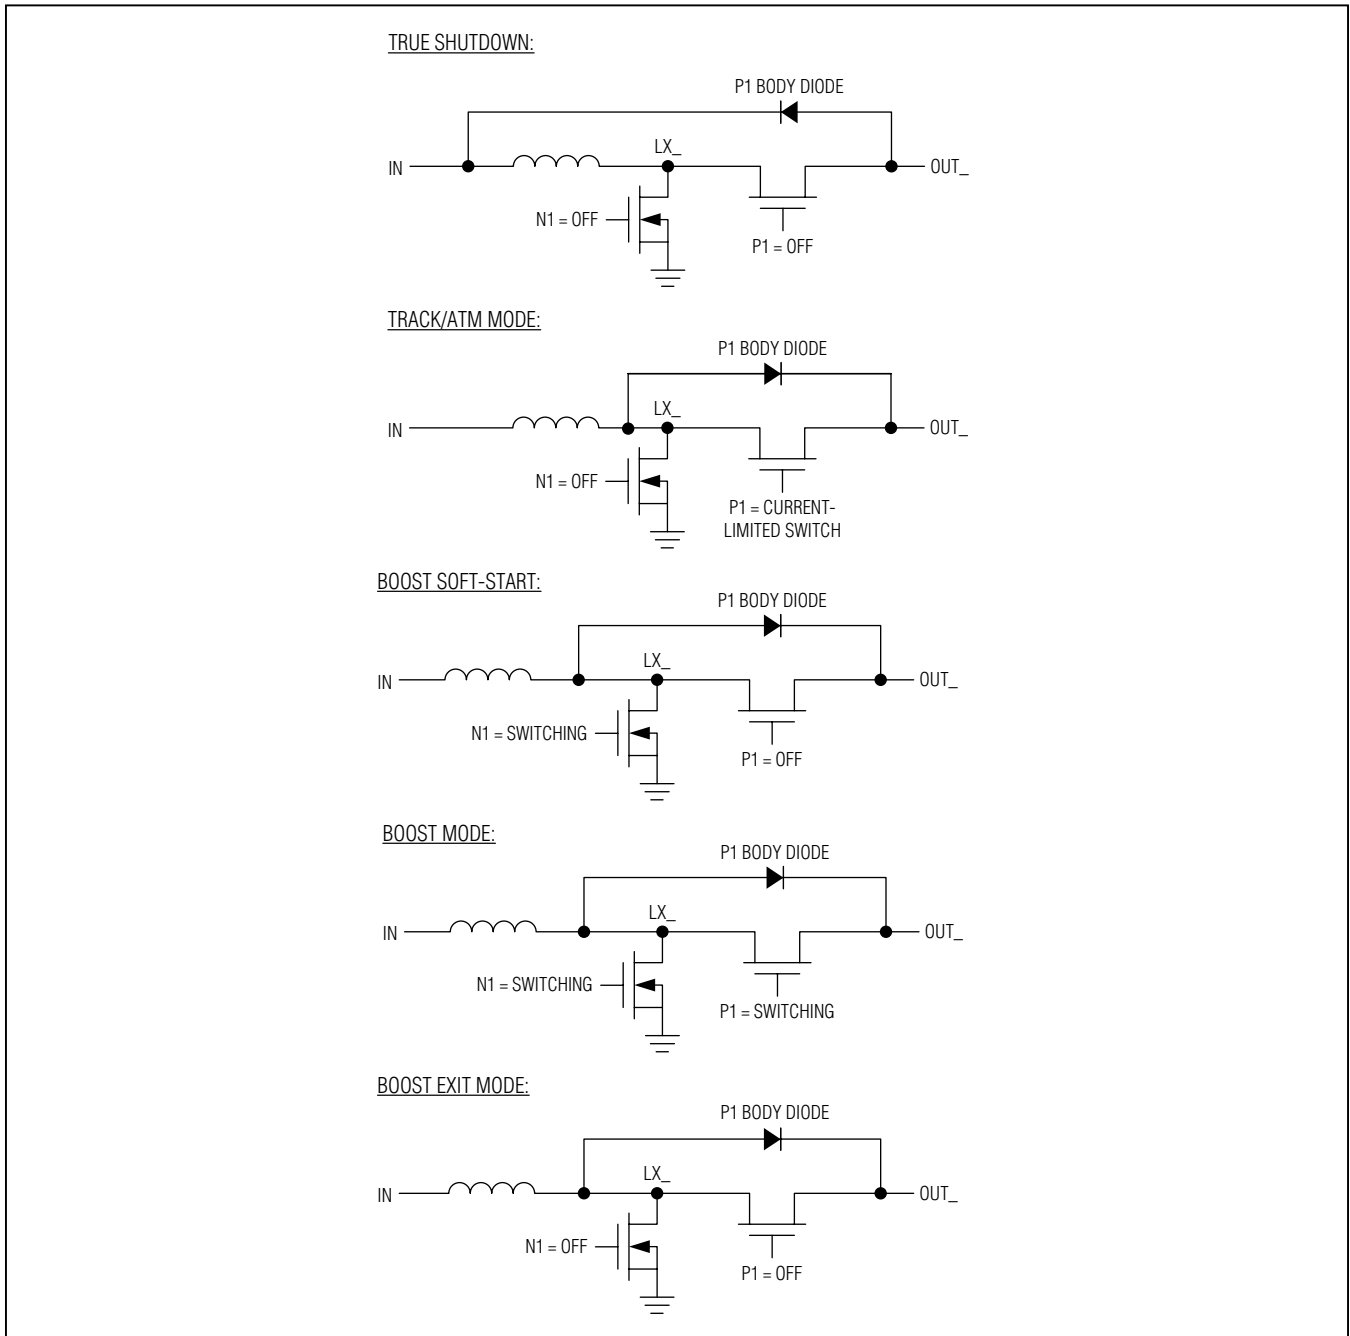 TRUE SHUTDOWN:
P1 BODY DIODE
LX_
IN
OUT_
N1 = OFF
P1 = OFF
TRACK/ATM MODE:
P1 BODY DIODE
LX_
IN
OUT_
N1 = OFF
P1 = CURRENT-
LIMITED SWITCH
BOOST SOFT-START:
P1 BODY DIODE
LX_
IN
OUT_
N1 = SWITCHING
P1 = OFF
BOOST MODE:
P1 BODY DIODE
LX_
IN
OUT_
N1 = SWITCHING
P1 = SWITCHING
BOOST EXIT MODE:
P1 BODY DIODE
LX_
IN
OUT_
N1 = OFF
P1 = OFF